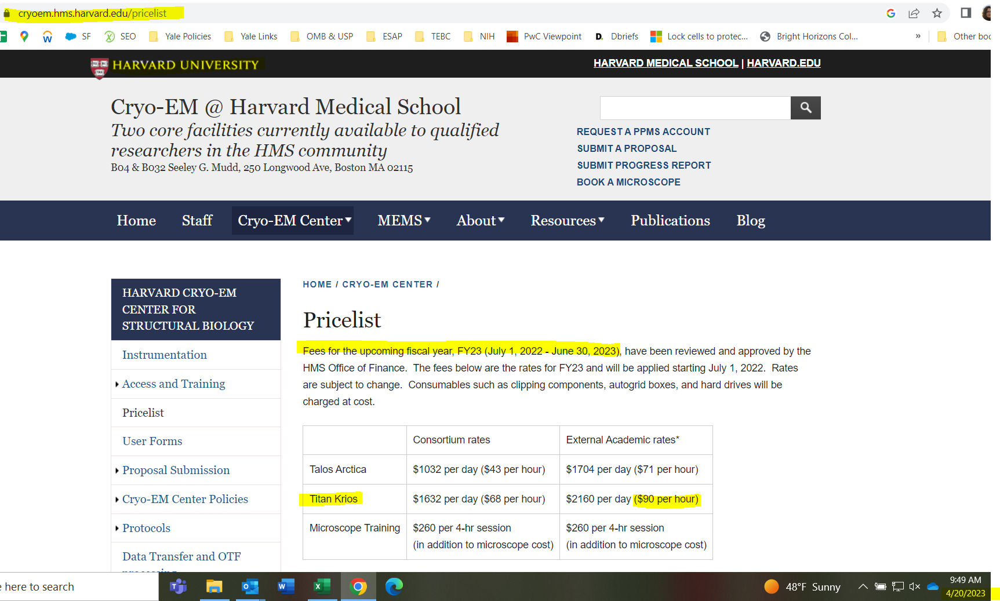 cryoem.hms.harvard.edu/pricelist
SF SEO Yale Policies Yale Links OMB & USP ESAP TEBC NIH PwC Viewpoint D. Dbriefs Lock cells to protec... Bright Horizons Col... » Other boo
HARVARD UNIVERSITY
HARVARD MEDICAL SCHOOL | HARVARD.EDU
Cryo-EM @ Harvard Medical School
Two core facilities currently available to qualified
researchers in the HMS community
B04 & B032 Seeley G. Mudd, 250 Longwood Ave, Boston MA 02115
REQUEST A PPMS ACCOUNT
SUBMIT A PROPOSAL
SUBMIT PROGRESS REPORT
BOOK A MICROSCOPE
Home Staff Cryo-EM Center MEMS About Resources Publications Blog
HARVARD CRYO-EM
CENTER FOR
STRUCTURAL BIOLOGY
Instrumentation
Access and Training
Pricelist
User Forms
Proposal Submission
Cryo-EM Center Policies
Protocols
Data Transfer and OTF
HOME / CRYO-EM CENTER /
Pricelist
Fees for the upcoming fiscal year, FY23 (July 1, 2022 - June 30, 2023), have been reviewed and approved by the
HMS Office of Finance. The fees below are the rates for FY23 and will be applied starting July 1, 2022. Rates
are subject to change. Consumables such as clipping components, autogrid boxes, and hard drives will be
charged at cost.
Consortium rates External Academic rates*
Talos Arctica $1032 per day ($43 per hour) $1704 per day ($71 per hour)
Titan Krios $1632 per day ($68 per hour) $2160 per day ($90 per hour)
Microscope Training $260 per 4-hr session $260 per 4-hr session
(in addition to microscope cost) (in addition to microscope cost)
e here to search
48°F Sunny
9:49 AM
4/20/2023